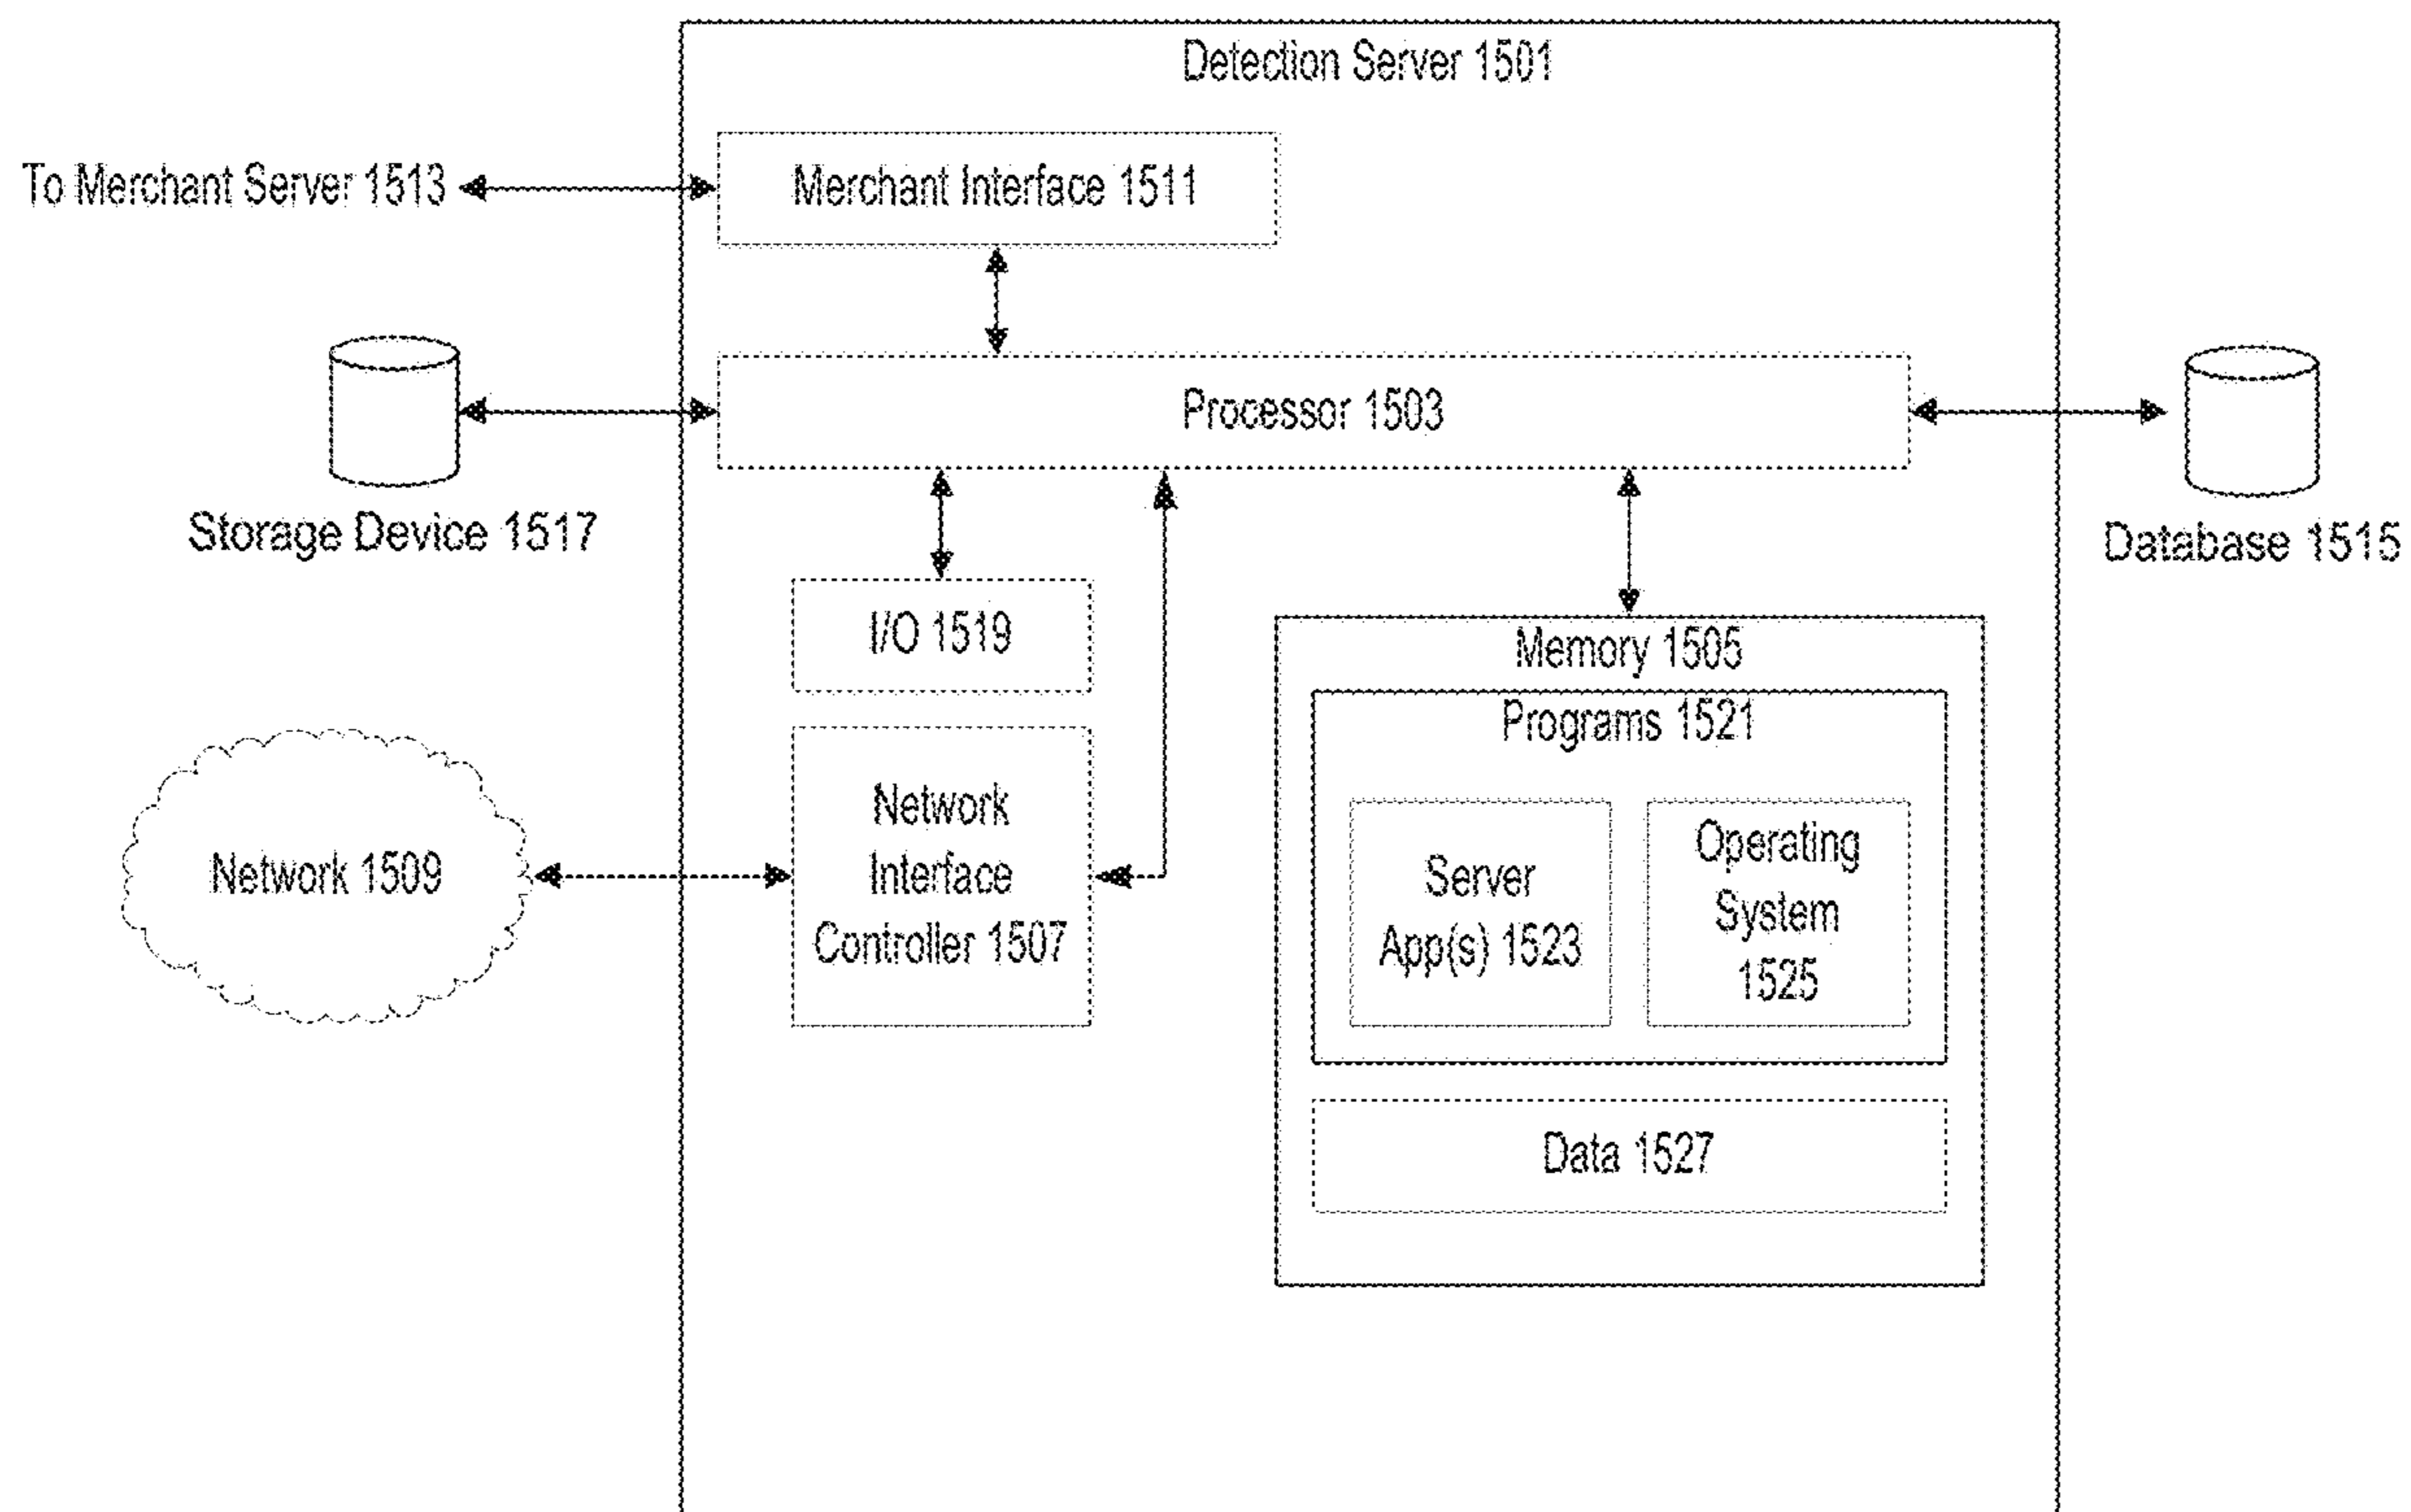 Detection Server 1501
To Merchant Server 1513
Merchant Interface 1511
Processor 1503
Storage Device 1517
Database 1515
I/O 1519
Memory 1505
Programs 1521
Network 1509
Network
Interface
Controller 1507
Server
App(s) 1523
Operating
System
1525
Data 1527